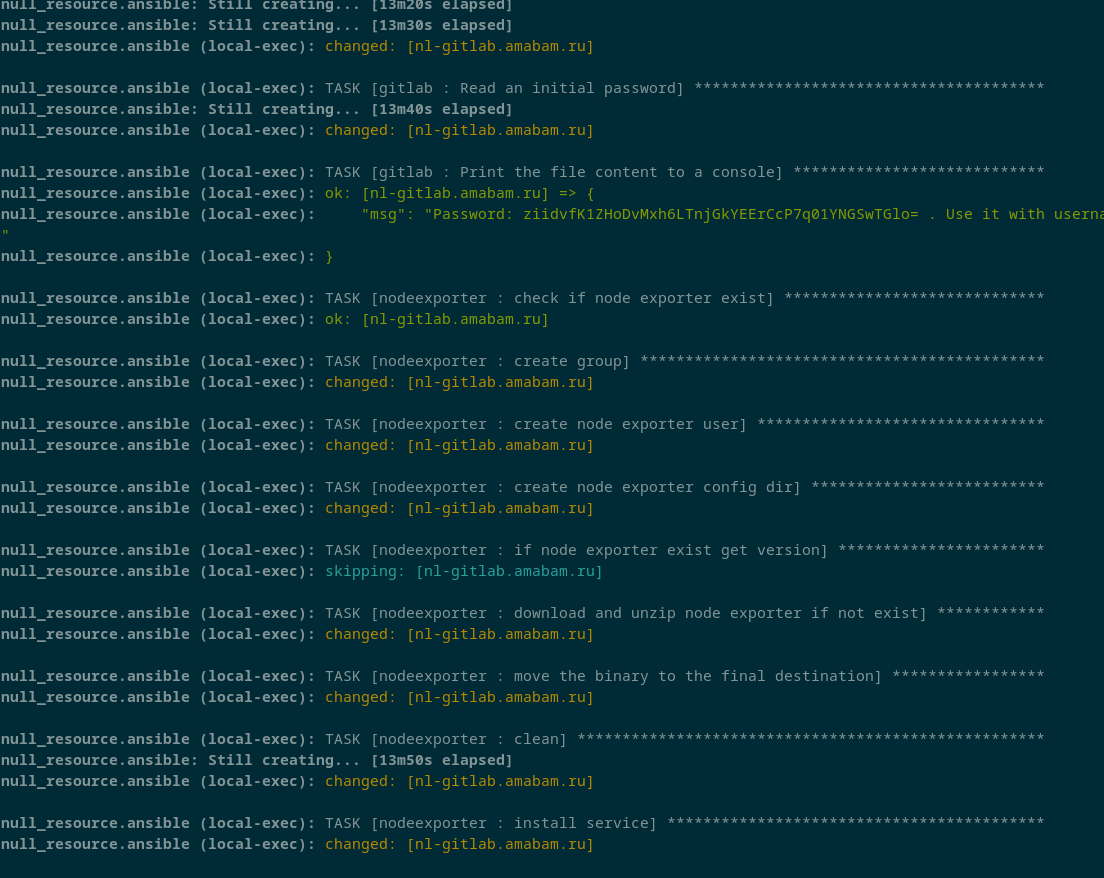 null_resource.ansible: Still creating... [13m20s elapsed]
null_resource.ansible: Still creating... [13m30s elapsed]
null_resource.ansible (local-exec): changed: [nl-gitlab.amabam.ru]
null_resource.ansible (local-exec): TASK [gitlab : Read an initial password] ***************************************
null_resource.ansible: Still creating... [13m40s elapsed]
null_resource.ansible (local-exec): changed: [nl-gitlab.amabam.ru]
null_resource.ansible (local-exec): TASK [gitlab : Print the file content to a console] ****************************
null_resource.ansible (local-exec): ok: [nl-gitlab.amabam.ru] => {
null_resource.ansible (local-exec):     "msg": "Password: ziidvfK1ZHoDvMxh6LTnjGkYEErCcP7q01YNGSwTGlo= . Use it with userna
"
null_resource.ansible (local-exec): }
null_resource.ansible (local-exec): TASK [nodeexporter : check if node exporter exist] *****************************
null_resource.ansible (local-exec): ok: [nl-gitlab.amabam.ru]
null_resource.ansible (local-exec): TASK [nodeexporter : create group] *********************************************
null_resource.ansible (local-exec): changed: [nl-gitlab.amabam.ru]
null_resource.ansible (local-exec): TASK [nodeexporter : create node exporter user] ********************************
null_resource.ansible (local-exec): changed: [nl-gitlab.amabam.ru]
null_resource.ansible (local-exec): TASK [nodeexporter : create node exporter config dir] **************************
null_resource.ansible (local-exec): changed: [nl-gitlab.amabam.ru]
null_resource.ansible (local-exec): TASK [nodeexporter : if node exporter exist get version] ***********************
null_resource.ansible (local-exec): skipping: [nl-gitlab.amabam.ru]
null_resource.ansible (local-exec): TASK [nodeexporter : download and unzip node exporter if not exist] ************
null_resource.ansible (local-exec): changed: [nl-gitlab.amabam.ru]
null_resource.ansible (local-exec): TASK [nodeexporter : move the binary to the final destination] *****************
null_resource.ansible (local-exec): changed: [nl-gitlab.amabam.ru]
null_resource.ansible (local-exec): TASK [nodeexporter : clean] ****************************************************
null_resource.ansible: Still creating... [13m50s elapsed]
null_resource.ansible (local-exec): changed: [nl-gitlab.amabam.ru]
null_resource.ansible (local-exec): TASK [nodeexporter : install service] ******************************************
null_resource.ansible (local-exec): changed: [nl-gitlab.amabam.ru]